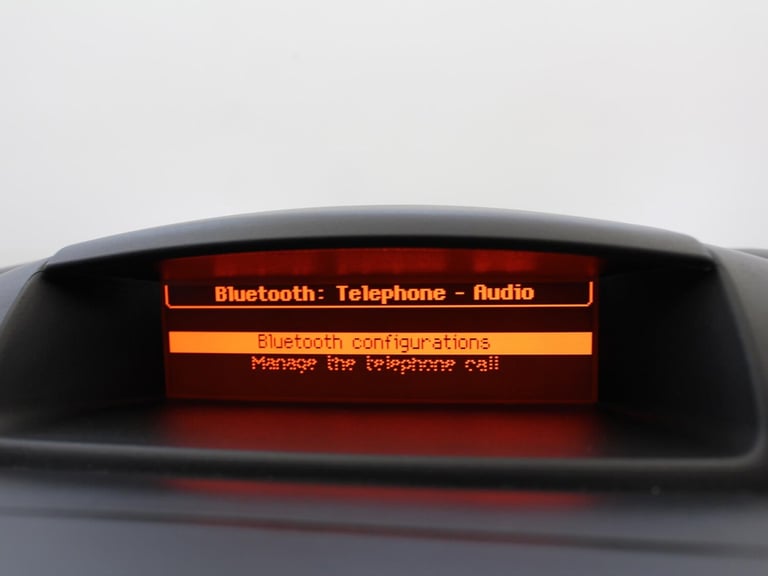 Bluetooth: Telephone - Audio
Bluetooth configurations
Manage the telephone call